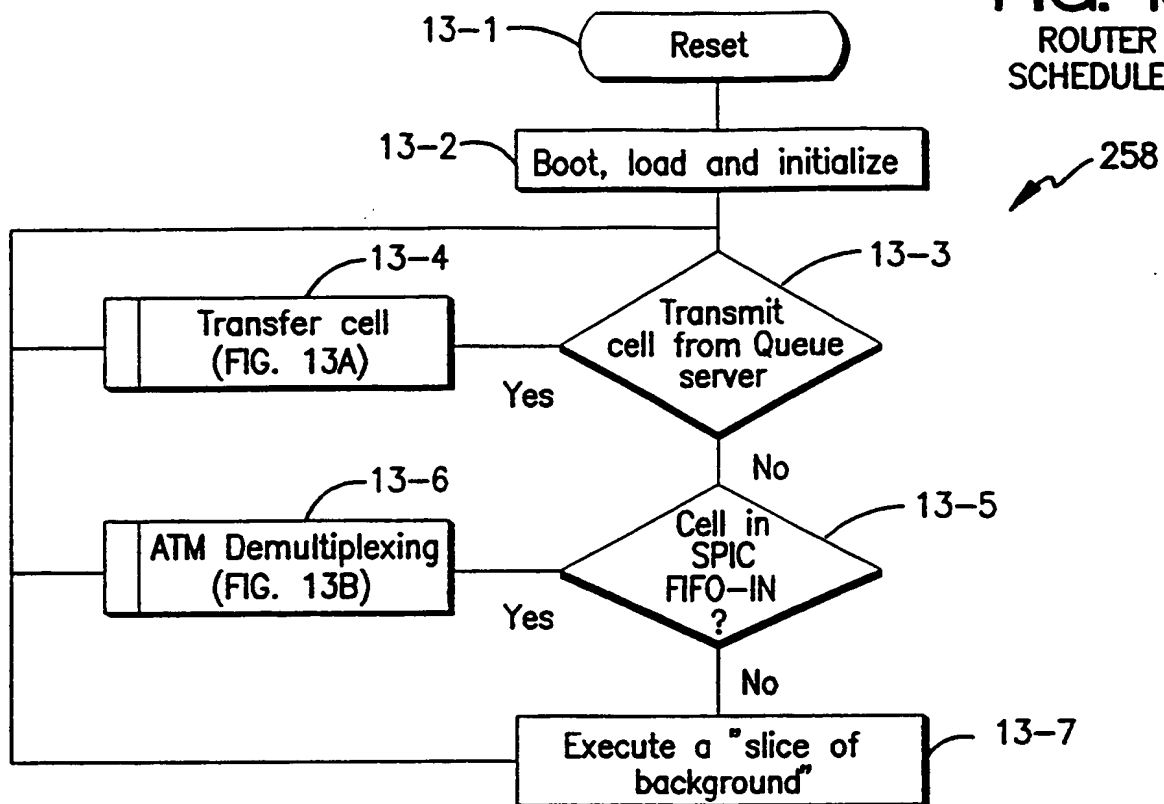 FIG.
ROUTER
SCHEDULE
13-1
Reset
13-2
Boot, load and initialize
258
13-3
Transmit
cell from Queue
server
13-4
Transfer cell
(FIG. 13A)
Yes
No
13-5
Cell in
SPIC
FIFO-IN
?
13-6
ATM Demultiplexing
(FIG. 13B)
Yes
No
13-7
Execute a "slice of
background"